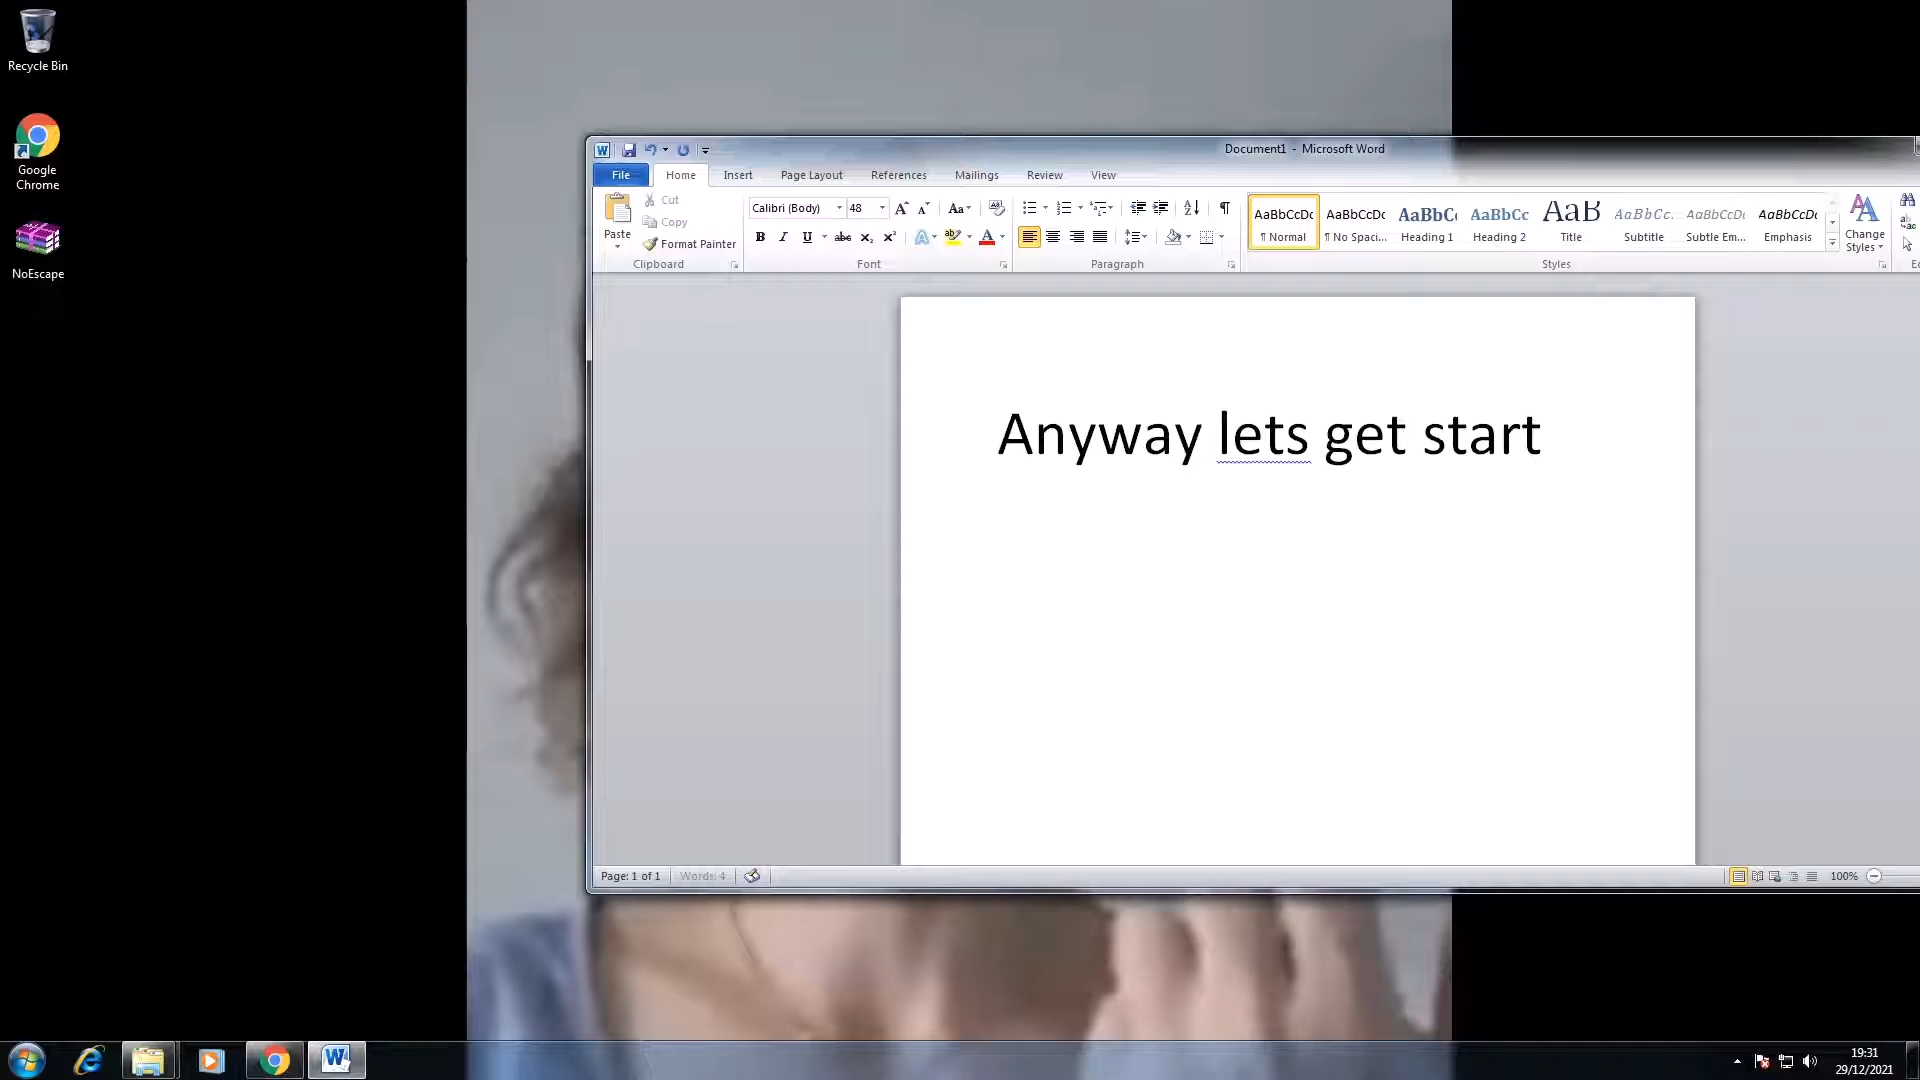 Recycle Bin
Google
Chrome
NoEscape
Document1 - Microsoft Word
File Home Insert Page Layout References Mailings Review View
Paste
Cut
Copy
Format Painter
Clipboard
Calibri (Body) 48
Font
Paragraph
AaBbCcDc AaBbCcDc AaBbC AaBbCc AaB AaBbCc. AaBbCcDc AaBbCcDc
¶ Normal ¶ No Spaci... Heading 1 Heading 2 Title Subtitle Subtle Em... Emphasis
Styles
Change
Styles
Anyway lets get start
Page: 1 of 1 Words: 4
100%
19:31
29/12/2021